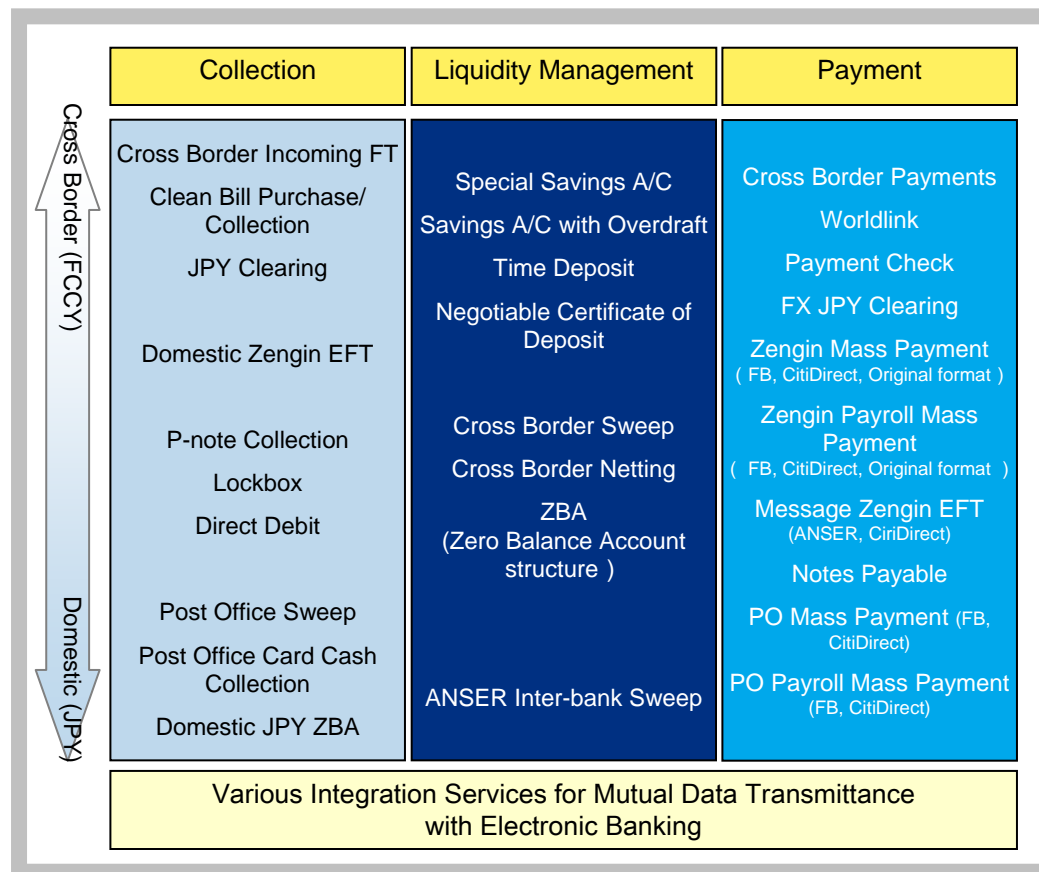 Collection
Liquidity Management
Payment
Cross Border (FCCY)
Domestic (JPY)
Cross Border Incoming FT
Clean Bill Purchase/
Collection
JPY Clearing
Domestic Zengin EFT
P-note Collection
Lockbox
Direct Debit
Post Office Sweep
Post Office Card Cash
Collection
Domestic JPY ZBA
Special Savings A/C
Savings A/C with Overdraft
Time Deposit
Negotiable Certificate of
Deposit
Cross Border Sweep
Cross Border Netting
ZBA
(Zero Balance Account
structure )
ANSER Inter-bank Sweep
Cross Border Payments
Worldlink
Payment Check
FX JPY Clearing
Zengin Mass Payment
( FB, CitiDirect, Original format )
Zengin Payroll Mass
Payment
( FB, CitiDirect, Original format )
Message Zengin EFT
(ANSER, CiriDirect)
Notes Payable
PO Mass Payment (FB,
CitiDirect)
PO Payroll Mass Payment
(FB, CitiDirect)
Various Integration Services for Mutual Data Transmittance
with Electronic Banking